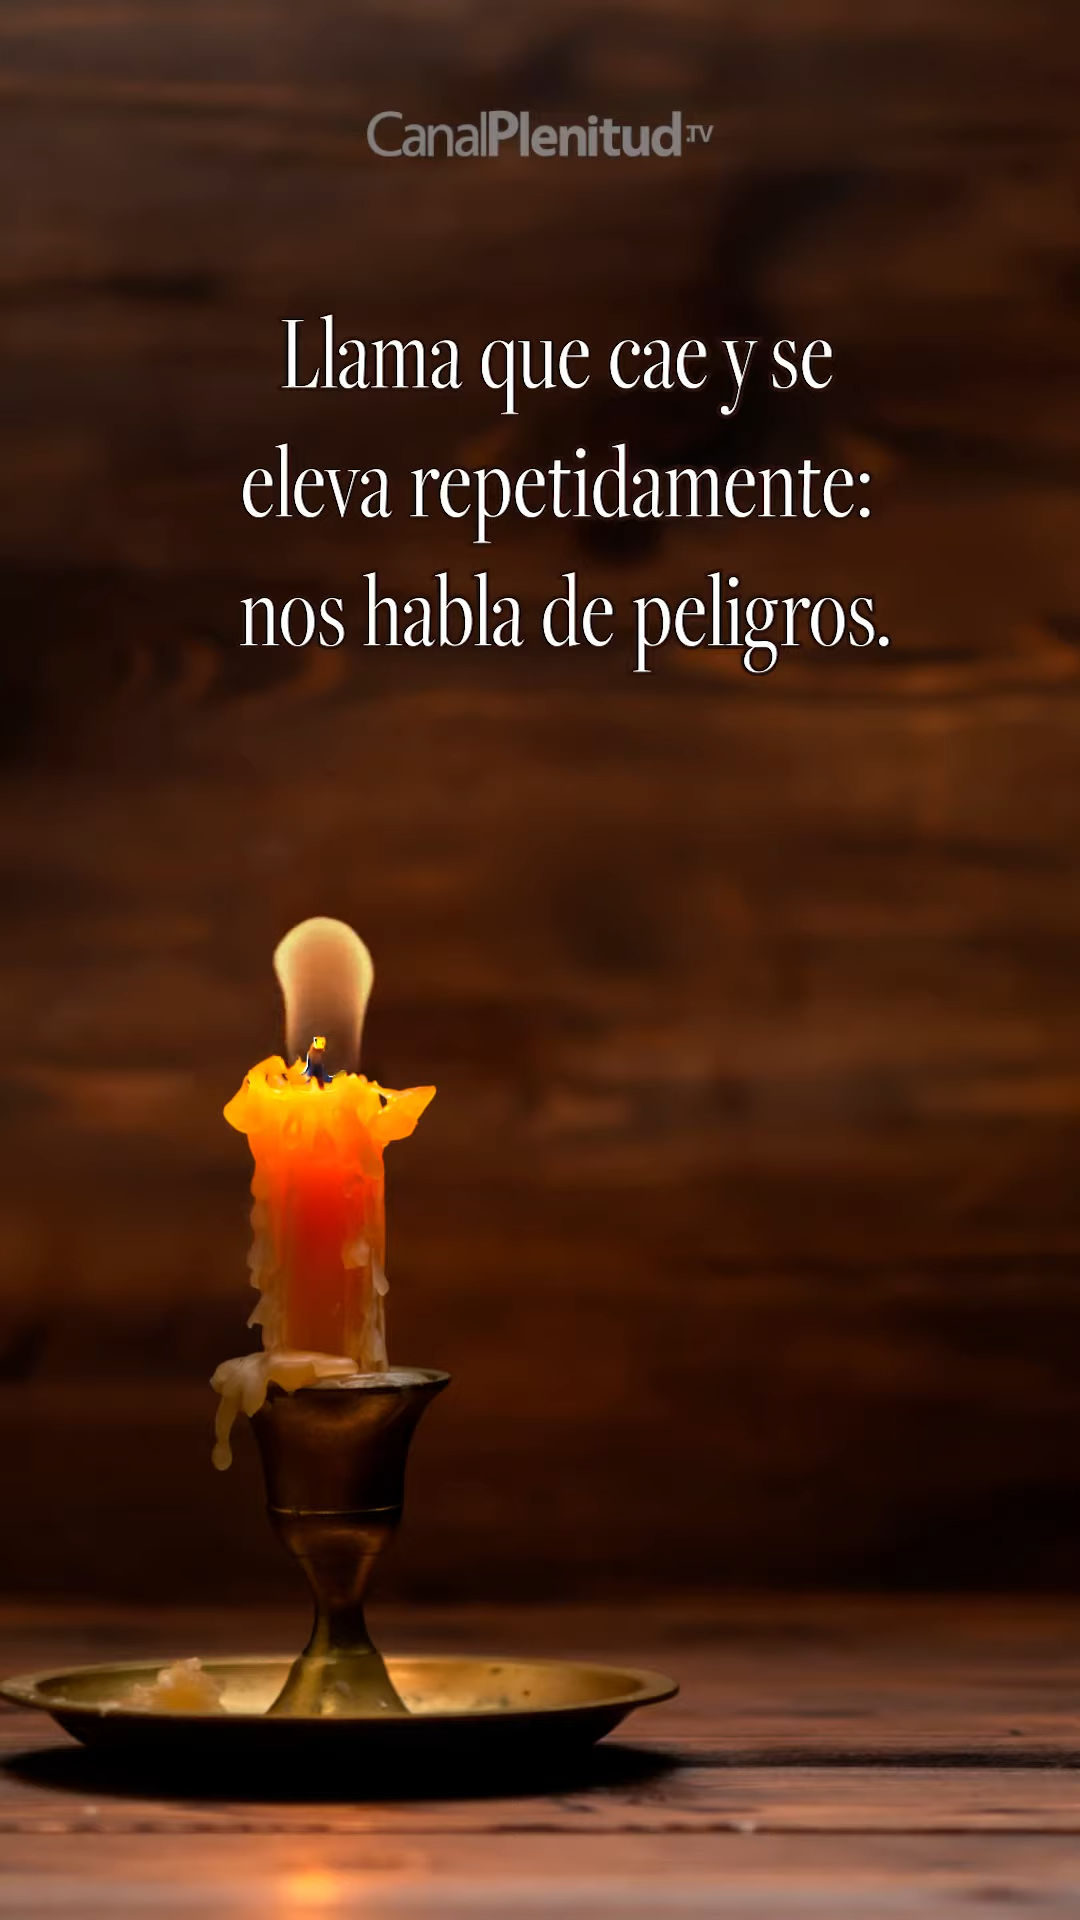 CanalPlenitud.TV
Llama que cae y se
eleva repetidamente:
nos habla de peligros.